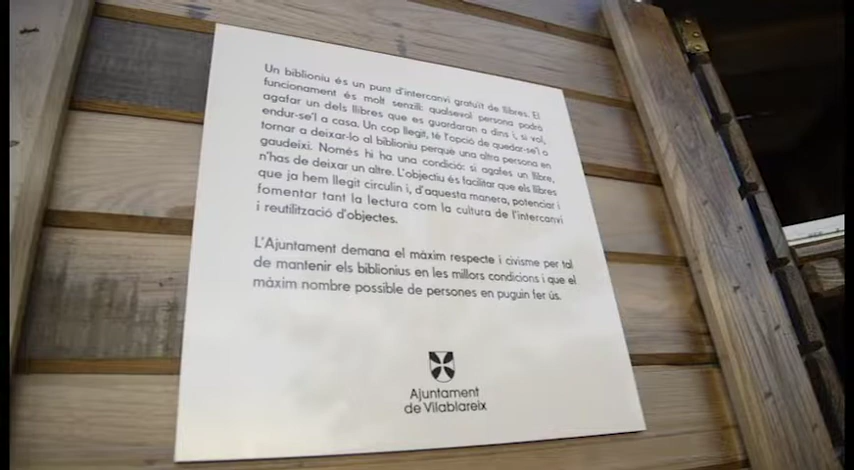 Un biblioniu és un punt d'intercanvi gratuït de llibres. El
funcionament és molt senzill: qualsevol persona podrà
agafar un dels llibres que es guardaran a dins i, si vol,
endur-se'l a casa. Un cop llegit, té l'opció de quedar-se'l o
tornar a deixar-lo al biblioniu perquè una altra persona en
gaudeixi. Només hi ha una condició: si agafes un llibre,
n'has de deixar un altre. L'objectiu és facilitar que els llibres
que ja hem llegit circulin i, d'aquesta manera, potenciar i
fomentar tant la lectura com la cultura de l'intercanvi
i reutilització d'objectes.
L'Ajuntament demana el màxim respecte i civisme per tal
de mantenir els biblionius en les millors condicions i que el
màxim nombre possible de persones en puguin fer ús.
Ajuntament
de Vilablareix